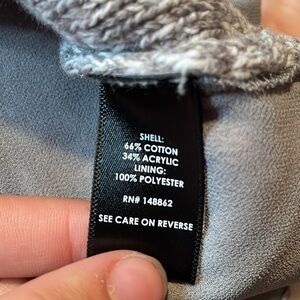 SHELL:
66% COTTON
34% ACRYLIC
LINING:
100% POLYESTER
RN# 148862
SEE CARE ON REVERSE